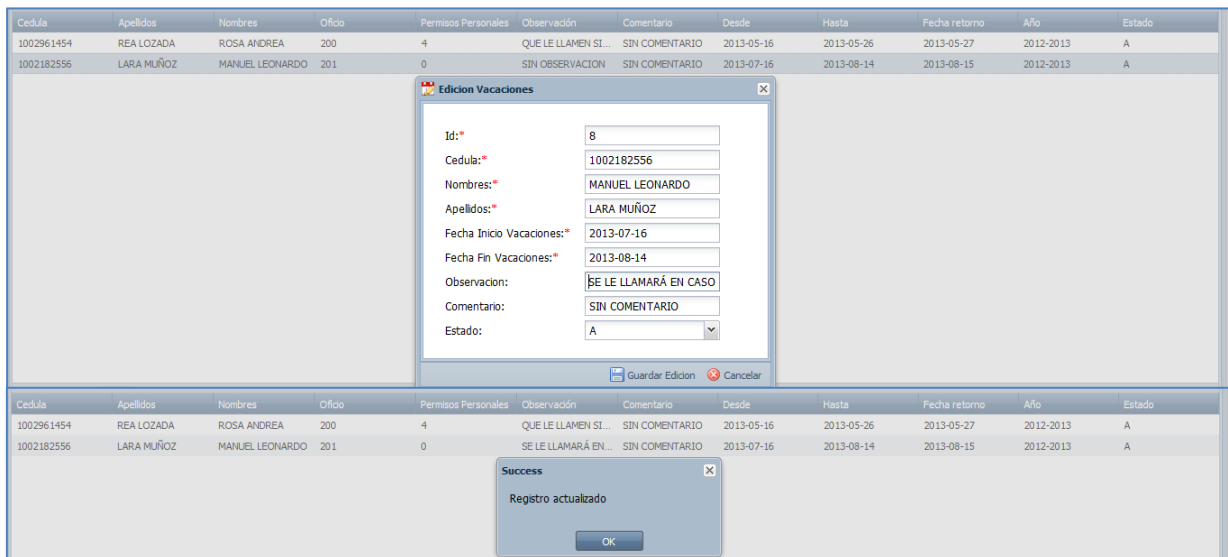 Cedula Apellidos Nombres Oficio Permisos Personales Observación Comentario Desde Hasta Fecha retorno Año Estado
1002961454 REA LOZADA ROSA ANDREA 200 4 QUE LE LLAMEN SI... SIN COMENTARIO 2013-05-16 2013-05-26 2013-05-27 2012-2013 A
1002182556 LARA MUÑOZ MANUEL LEONARDO 201 0 SIN OBSERVACION SIN COMENTARIO 2013-07-16 2013-08-14 2013-08-15 2012-2013 A
Edicion Vacaciones
Id:* 8
Cedula:* 1002182556
Nombres:* MANUEL LEONARDO
Apellidos:* LARA MUÑOZ
Fecha Inicio Vacaciones:* 2013-07-16
Fecha Fin Vacaciones:* 2013-08-14
Observacion: SE LE LLAMARÁ EN CASO
Comentario: SIN COMENTARIO
Estado: A
Guardar Edicion Cancelar
Cedula Apellidos Nombres Oficio Permisos Personales Observación Comentario Desde Hasta Fecha retorno Año Estado
1002961454 REA LOZADA ROSA ANDREA 200 4 QUE LE LLAMEN SI... SIN COMENTARIO 2013-05-16 2013-05-26 2013-05-27 2012-2013 A
1002182556 LARA MUÑOZ MANUEL LEONARDO 201 0 SE LE LLAMARÁ EN... SIN COMENTARIO 2013-07-16 2013-08-14 2013-08-15 2012-2013 A
Success
Registro actualizado
OK